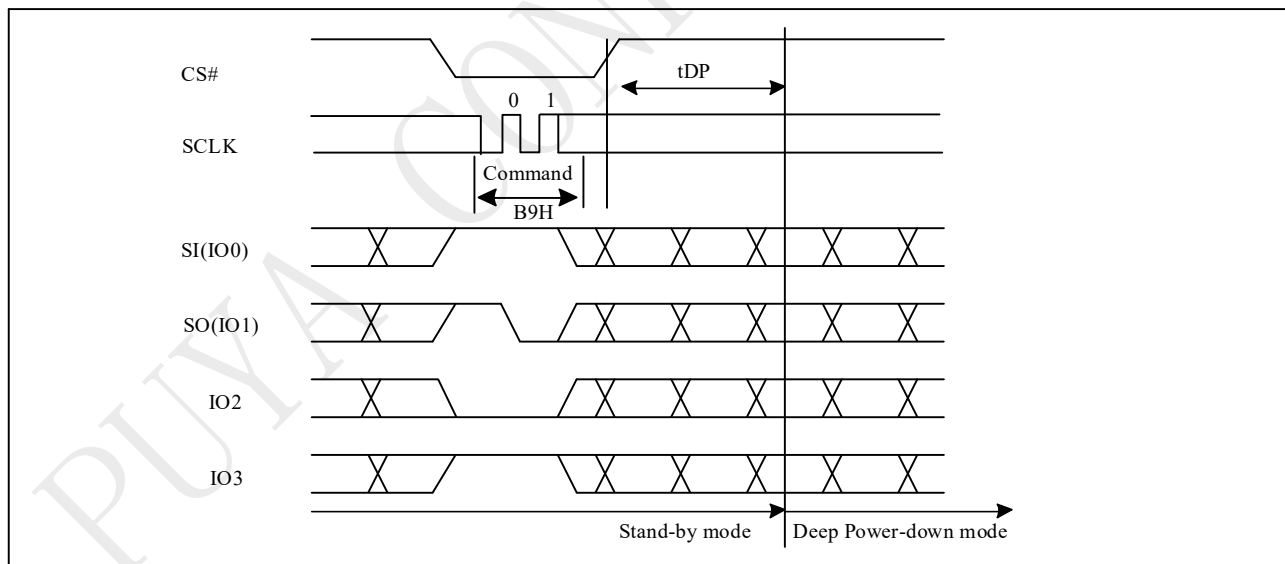 CS#
tDP
0 1
SCLK
Command
B9H
SI(IO0)
SO(IO1)
IO2
IO3
Stand-by mode Deep Power-down mode
PUYA